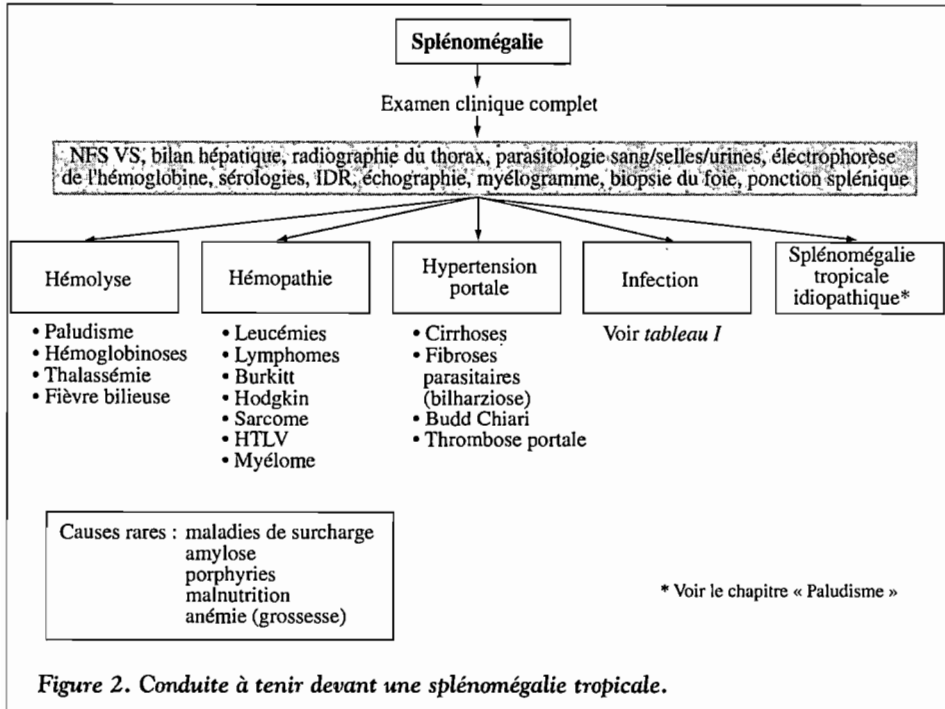 Splénomégalie
Examen clinique complet
NFS VS, bilan hépatique, radiographie du thorax, parasitologie sang/selles/urines, électrophorèse
de l'hémoglobine, sérologies, IDR, échographie, myélogramme, biopsie du foie, ponction splénique
Hémolyse
• Paludisme
• Hémoglobinoses
• Thalassémie
• Fièvre bilieuse
Hémopathie
• Leucémies
• Lymphomes
• Burkitt
• Hodgkin
• Sarcome
• HTLV
• Myélome
Hypertension
portale
• Cirrhoses
• Fibroses
parasitaires
(bilharziose)
• Budd Chiari
• Thrombose portale
Infection
Voir tableau I
Splénomégalie
tropicale
idiopathique*
Causes rares : maladies de surcharge
amylose
porphyries
malnutrition
anémie (grossesse)
* Voir le chapitre « Paludisme »
Figure 2. Conduite à tenir devant une splénomégalie tropicale.